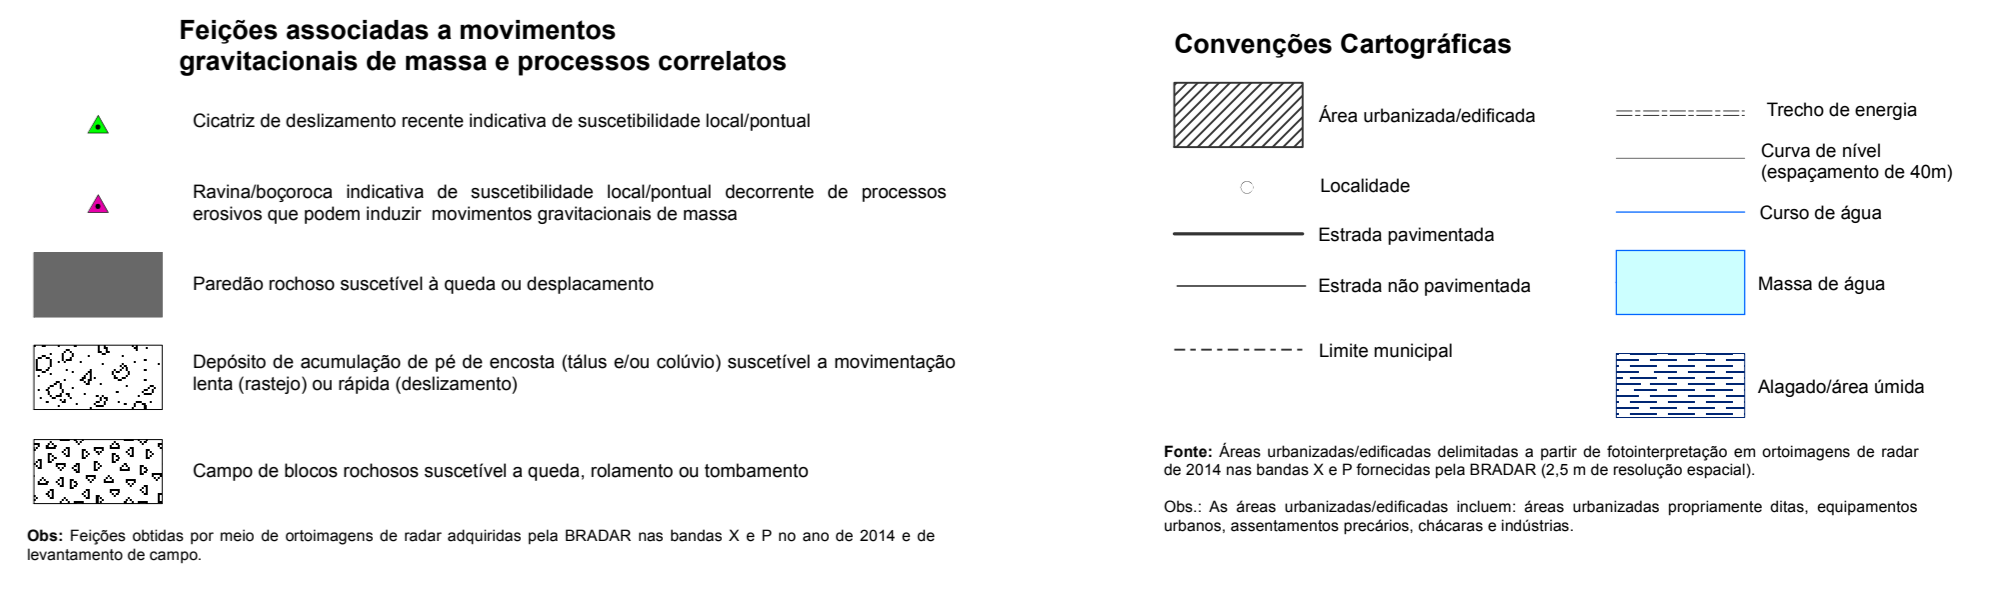 Feições associadas a movimentos
gravitacionais de massa e processos correlatos
Cicatriz de deslizamento recente indicativa de suscetibilidade local/pontual
Ravina/boçoroca indicativa de suscetibilidade local/pontual decorrente de processos
erosivos que podem induzir movimentos gravitacionais de massa
Paredão rochoso suscetível à queda ou desplacamento
Depósito de acumulação de pé de encosta (tálus e/ou colúvio) suscetível a movimentação
lenta (rastejo) ou rápida (deslizamento)
Campo de blocos rochosos suscetível a queda, rolamento ou tombamento
Obs: Feições obtidas por meio de ortoimagens de radar adquiridas pela BRADAR nas bandas X e P no ano de 2014 e de
levantamento de campo.
Convenções Cartográficas
Área urbanizada/edificada
Localidade
Estrada pavimentada
Estrada não pavimentada
Limite municipal
Trecho de energia
Curva de nível
(espaçamento de 40m)
Curso de água
Massa de água
Alagado/área úmida
Fonte: Áreas urbanizadas/edificadas delimitadas a partir de fotointerpretação em ortoimagens de radar
de 2014 nas bandas X e P fornecidas pela BRADAR (2,5 m de resolução espacial).
Obs.: As áreas urbanizadas/edificadas incluem: áreas urbanizadas propriamente ditas, equipamentos
urbanos, assentamentos precários, chácaras e indústrias.